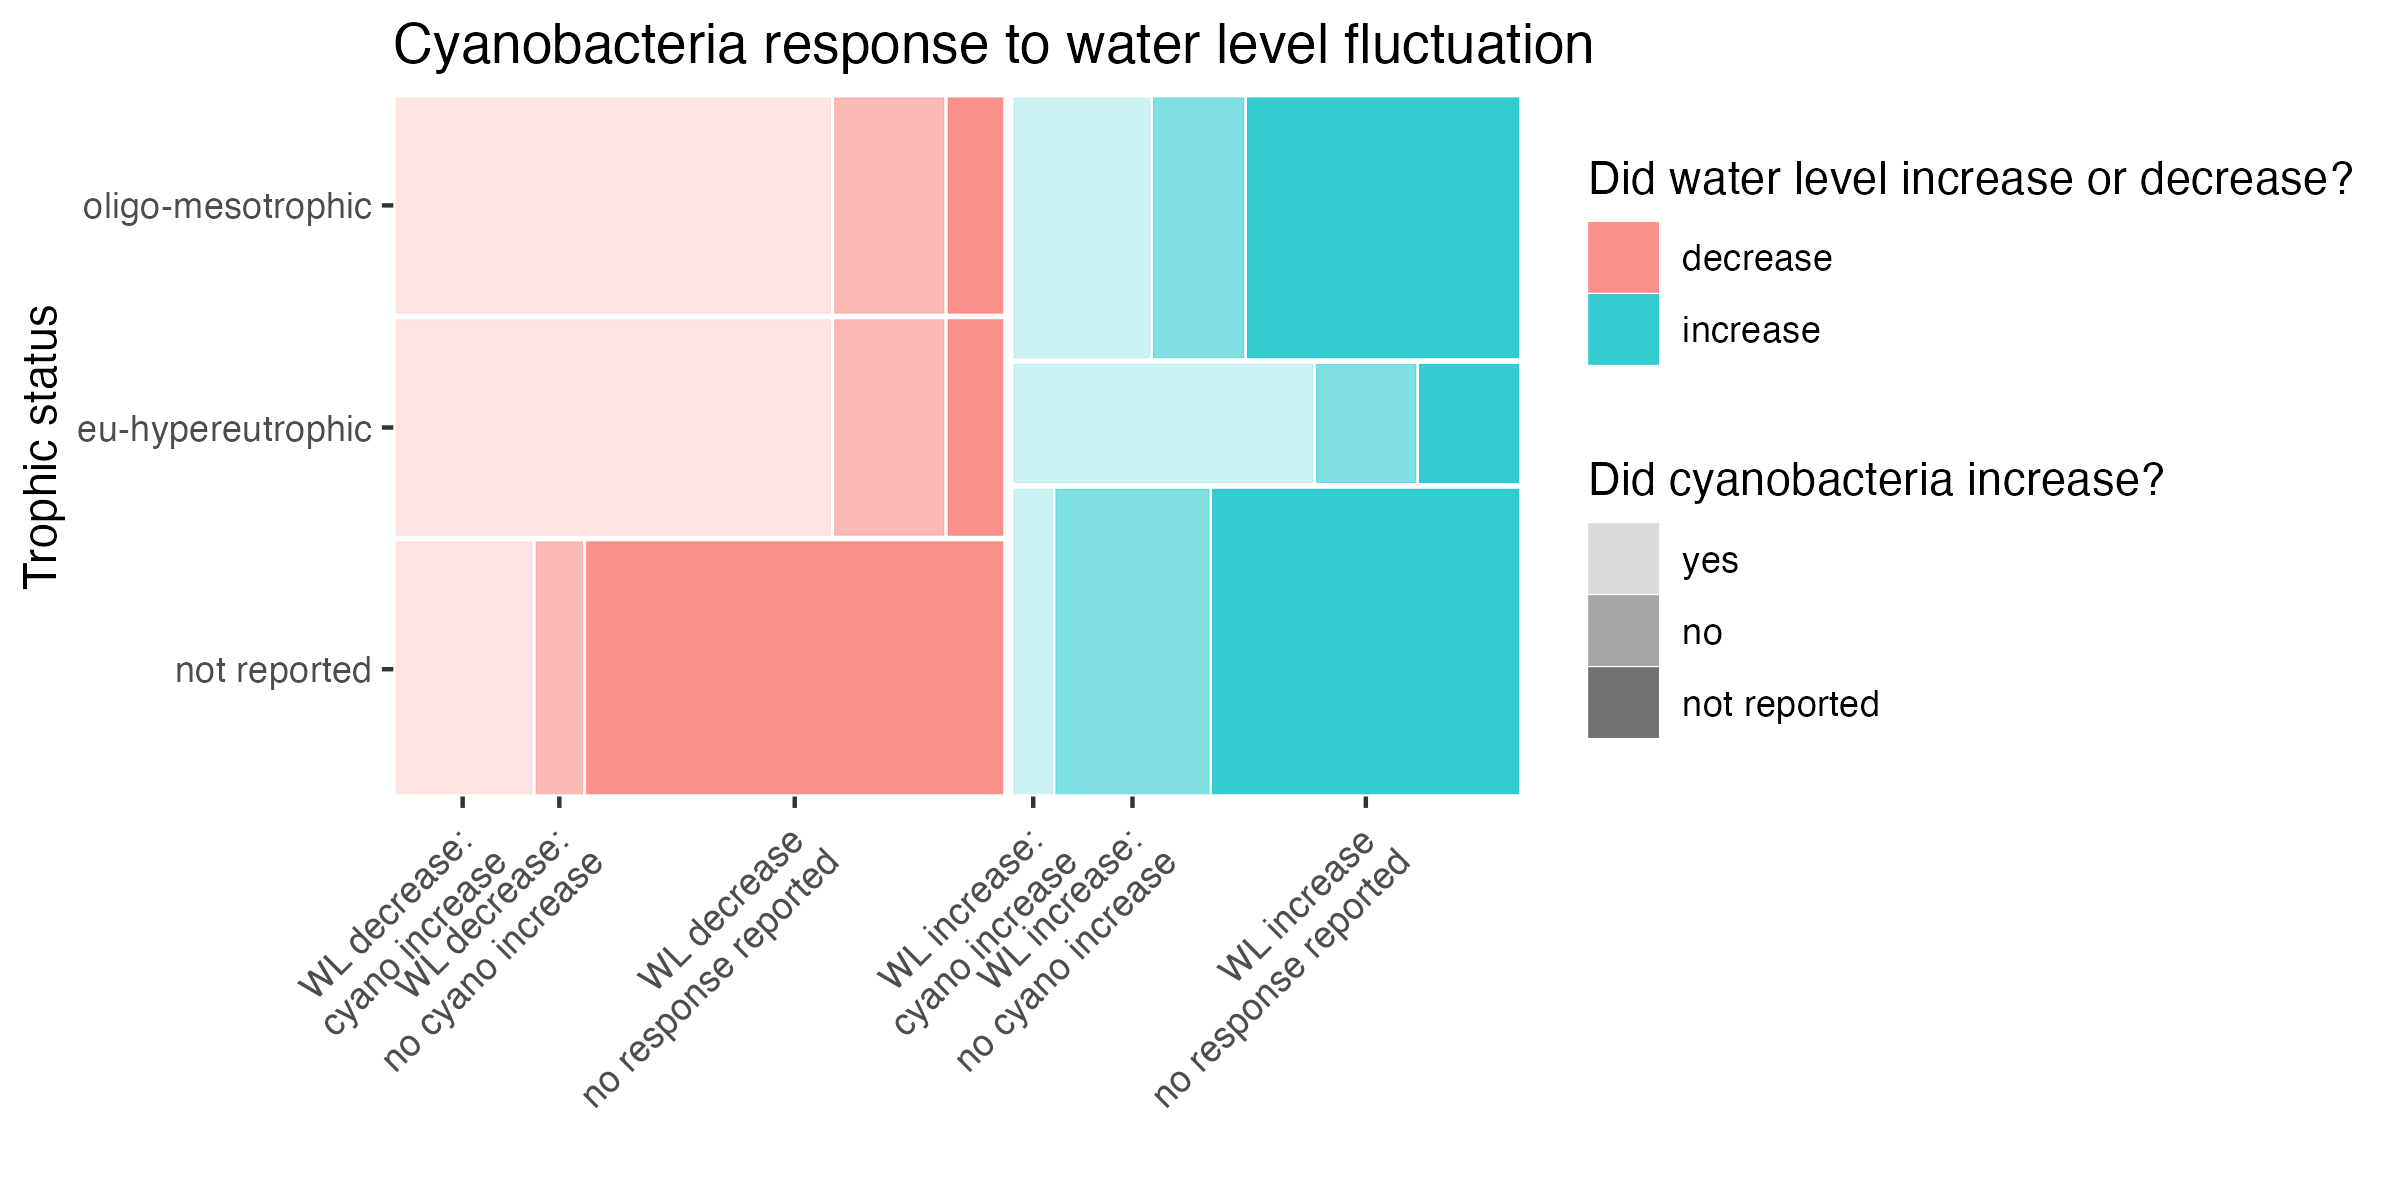 Cyanobacteria response to water level fluctuation
Trophic status
oligo-mesotrophic
eu-hypereutrophic
not reported
WL decrease:
cyano increase
WL decrease:
no cyano increase
WL decrease
no response reported
WL increase:
cyano increase
WL increase:
no cyano increase
WL increase
no response reported
Did water level increase or decrease?
decrease
increase
Did cyanobacteria increase?
yes
no
not reported